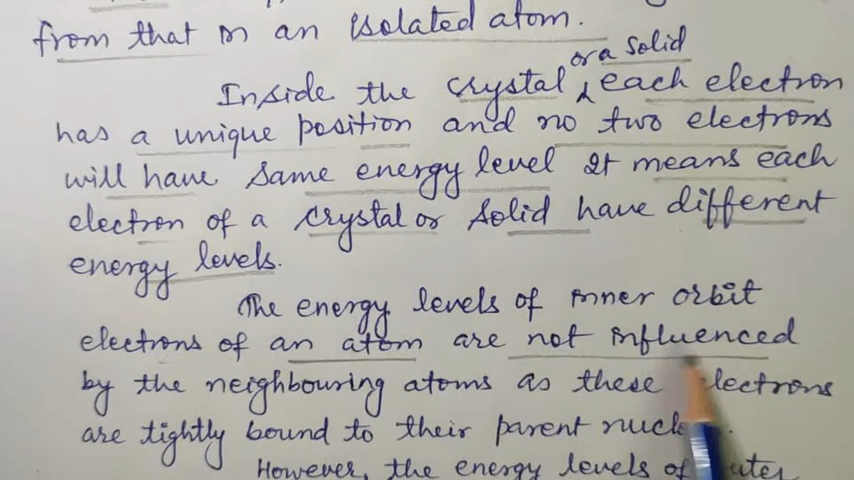 from that in an isolated atom.
or a solid
Inside the crystal ⁁ each electron
has a unique position and no two electrons
will have same energy level It means each
electron of a crystal or solid have different
energy levels.
The energy levels of inner orbit
electrons of an atom are not influenced
by the neighbouring atoms as these electrons
are tightly bound to their parent
However, the energy levels of